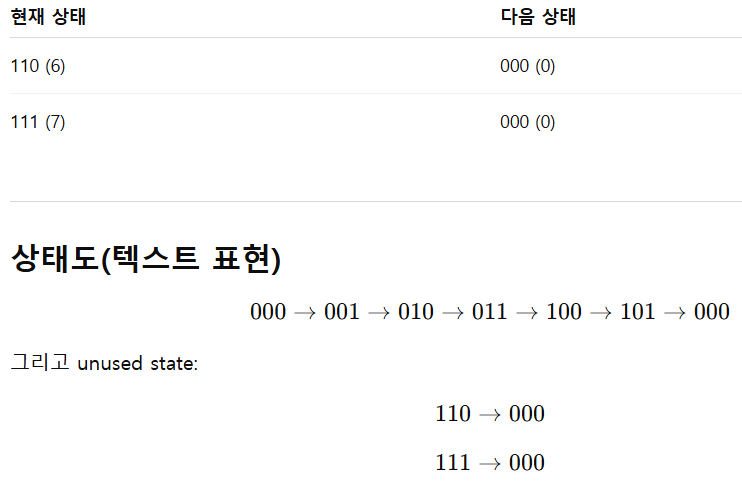 현재 상태 다음 상태
110 (6) 000 (0)
111 (7) 000 (0)
상태도(텍스트 표현)
000 → 001 → 010 → 011 → 100 → 101 → 000
그리고 unused state:
110 → 000
111 → 000